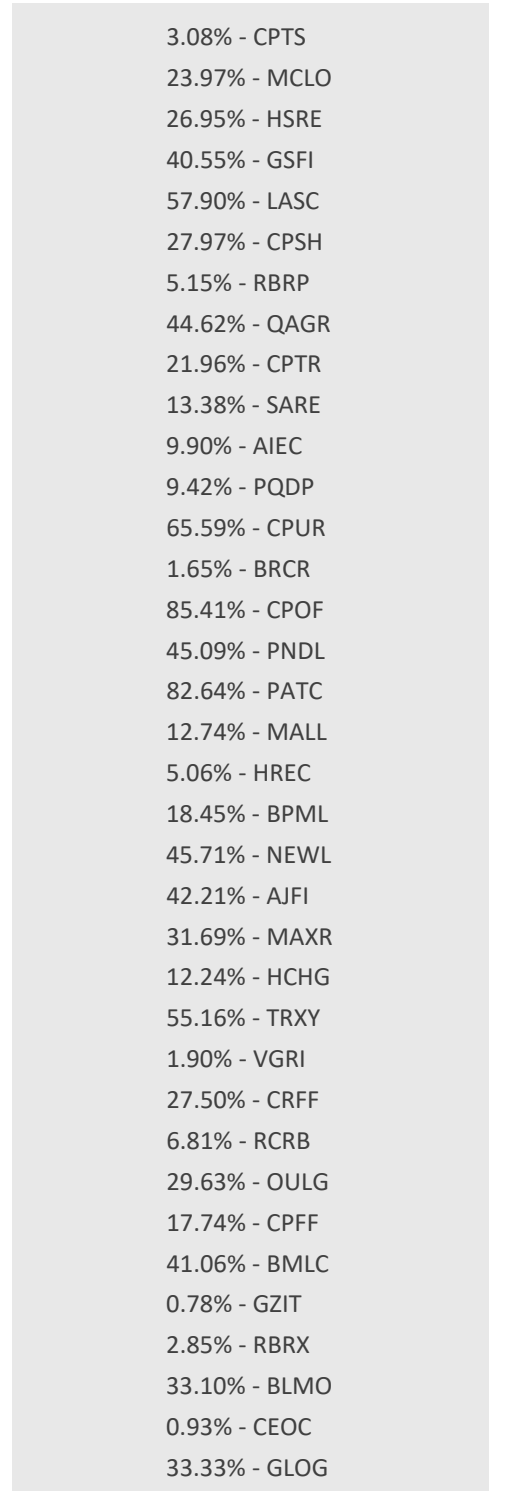 3.08% - CPTS
23.97% - MCLO
26.95% - HSRE
40.55% - GSFI
57.90% - LASC
27.97% - CPSH
5.15% - RBRP
44.62% - QAGR
21.96% - CPTR
13.38% - SARE
9.90% - AIEC
9.42% - PQDP
65.59% - CPUR
1.65% - BRCR
85.41% - CPOF
45.09% - PNDL
82.64% - PATC
12.74% - MALL
5.06% - HREC
18.45% - BPML
45.71% - NEWL
42.21% - AJFI
31.69% - MAXR
12.24% - HCHG
55.16% - TRXY
1.90% - VGRI
27.50% - CRFF
6.81% - RCRB
29.63% - OULG
17.74% - CPFF
41.06% - BMLC
0.78% - GZIT
2.85% - RBRX
33.10% - BLMO
0.93% - CEOC
33.33% - GLOG